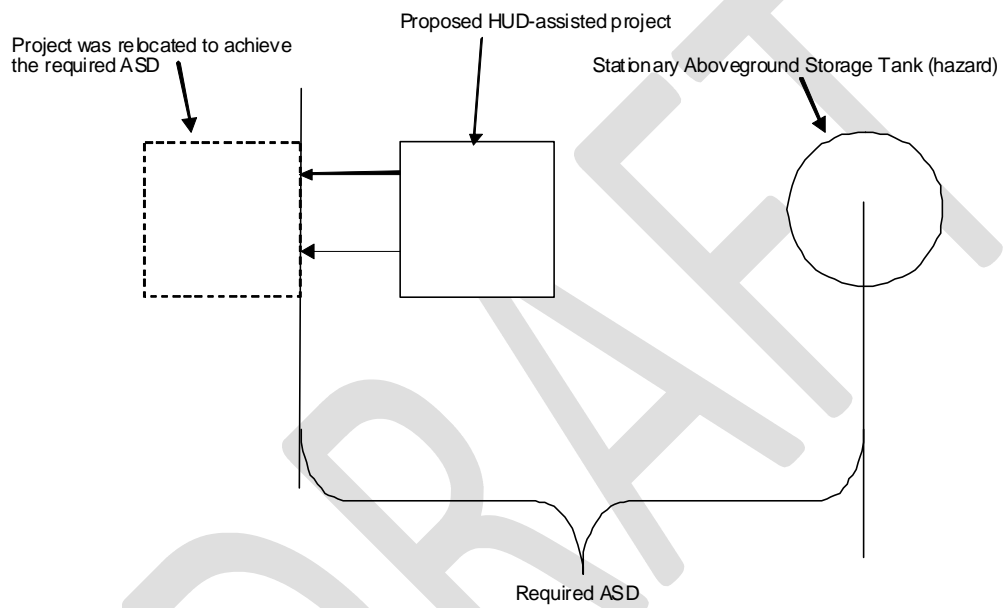 Proposed HUD-assisted project
Project was relocated to achieve
the required ASD
Stationary Aboveground Storage Tank (hazard)
Required ASD
DRAFT